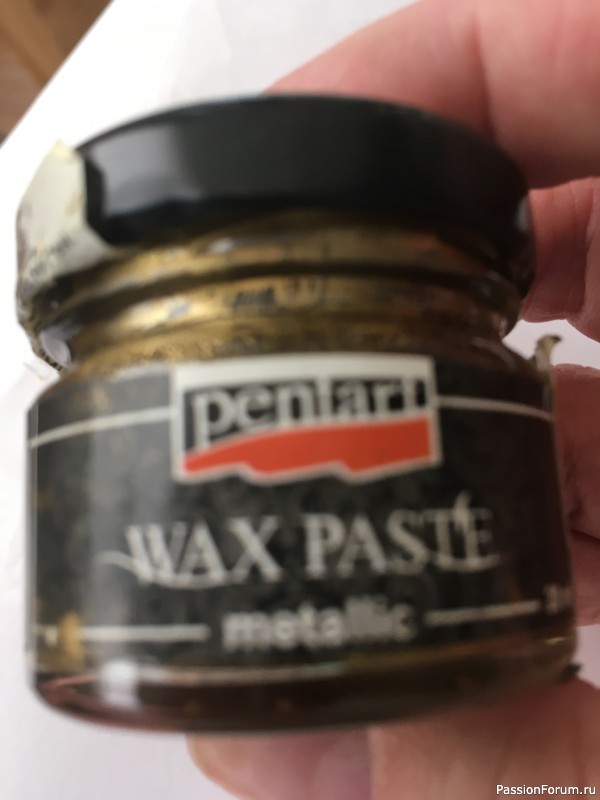 pentart
WAX PASTE
metallic
PassionForum.ru